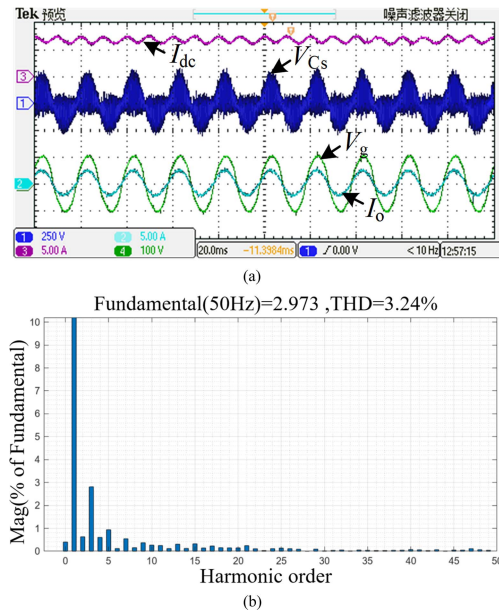 Tek 预览 噪声滤波器关闭
I_dc V_Cs
3
1
V_g
2
I_o
1 250 V 2 5.00 A
3 5.00 A 4 100 V 20.0ms −11.3984ms 1 ∫ 0.00 V < 10 Hz 12:57:15
(a)
Fundamental(50Hz)=2.973 ,THD=3.24%
Mag(% of Fundamental)
10
9
8
7
6
5
4
3
2
1
0
0 5 10 15 20 25 30 35 40 45 50
Harmonic order
(b)